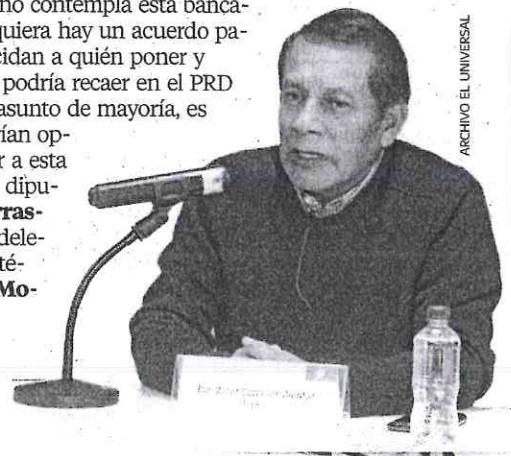 no contempla esta banca-
quiera hay un acuerdo pa-
cidan a quién poner y
podría recaer en el PRD
asunto de mayoría, es
rían op-
r a esta
dipu-
rras-
dele-
té-
Mo-
ARCHIVO EL UNIVERSAL